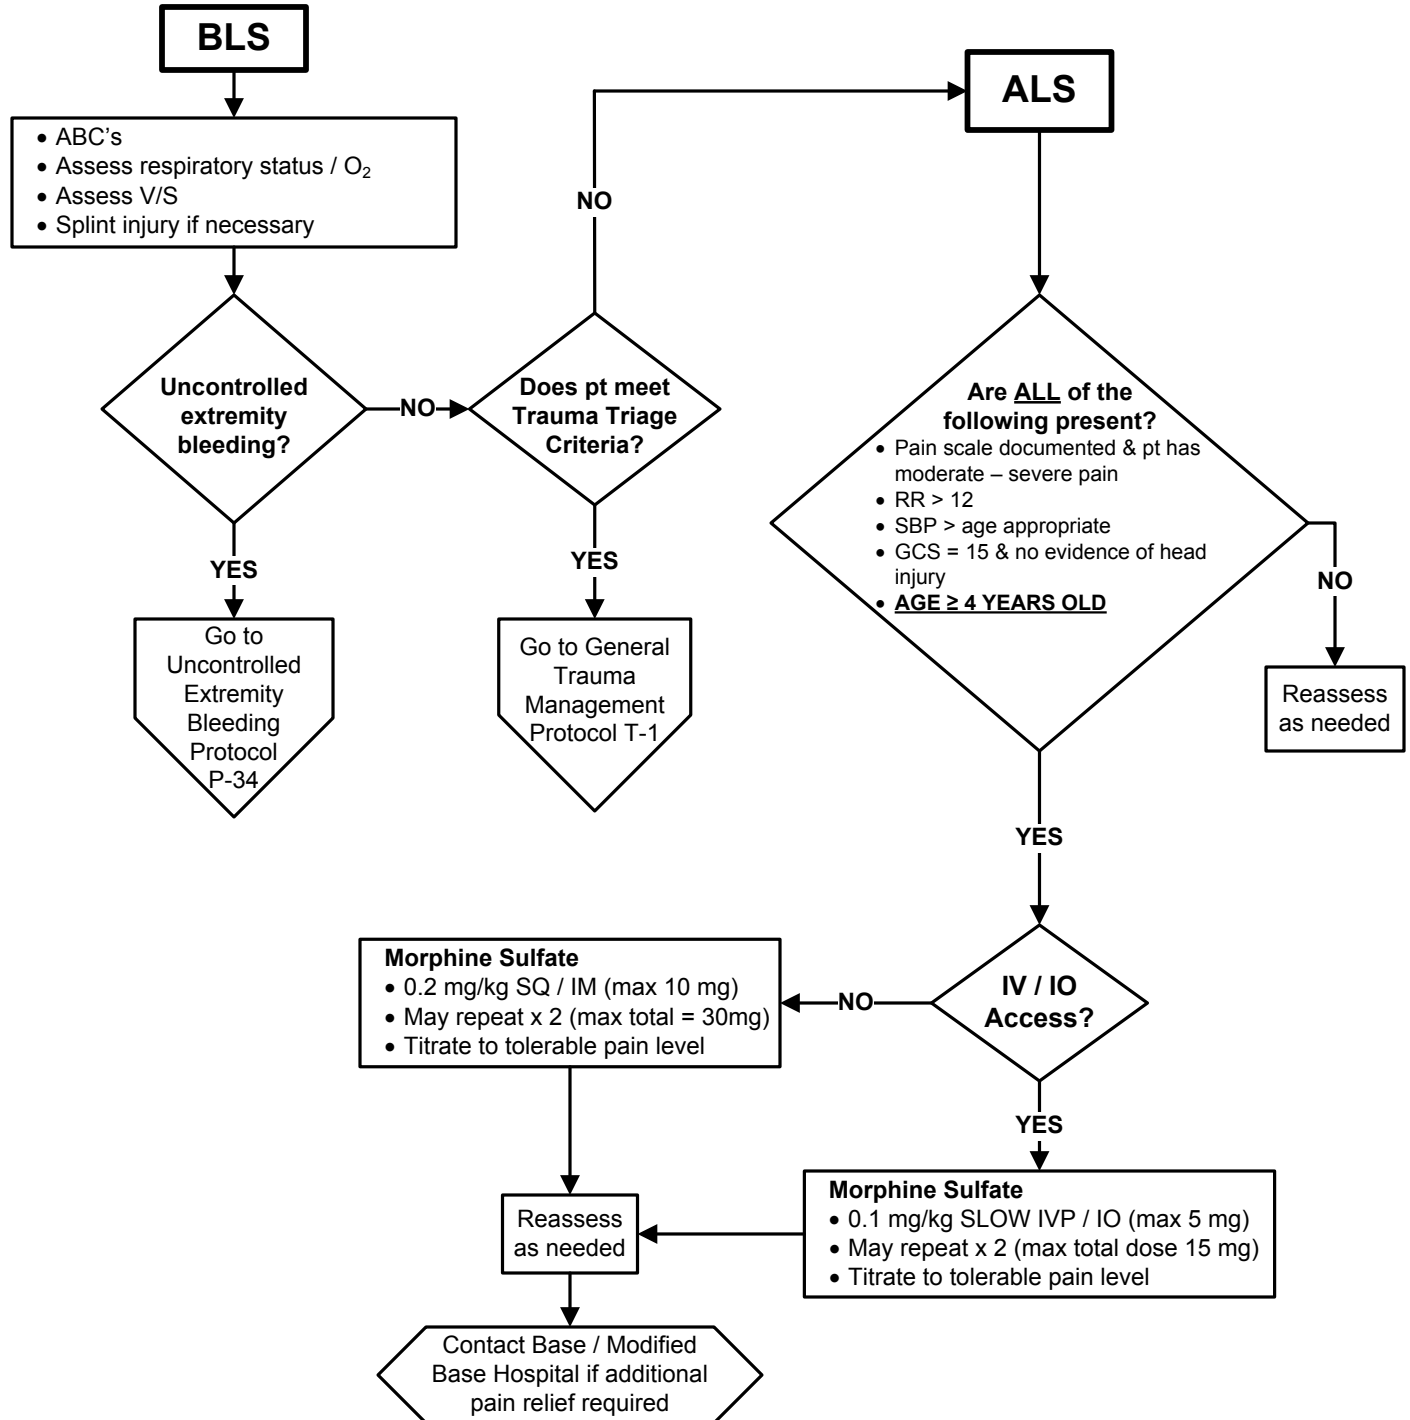 BLS
• ABC's
• Assess respiratory status / O₂
• Assess V/S
• Splint injury if necessary
Uncontrolled
extremity
bleeding?
NO
YES
Go to
Uncontrolled
Extremity
Bleeding
Protocol
P-34
Does pt meet
Trauma Triage
Criteria?
NO
YES
Go to General
Trauma
Management
Protocol T-1
ALS
Are ALL of the
following present?
• Pain scale documented & pt has
moderate – severe pain
• RR > 12
• SBP > age appropriate
• GCS = 15 & no evidence of head
injury
• AGE ≥ 4 YEARS OLD
NO
Reassess
as needed
YES
IV / IO
Access?
NO
Morphine Sulfate
• 0.2 mg/kg SQ / IM (max 10 mg)
• May repeat x 2 (max total = 30mg)
• Titrate to tolerable pain level
YES
Morphine Sulfate
• 0.1 mg/kg SLOW IVP / IO (max 5 mg)
• May repeat x 2 (max total dose 15 mg)
• Titrate to tolerable pain level
Reassess
as needed
Contact Base / Modified
Base Hospital if additional
pain relief required